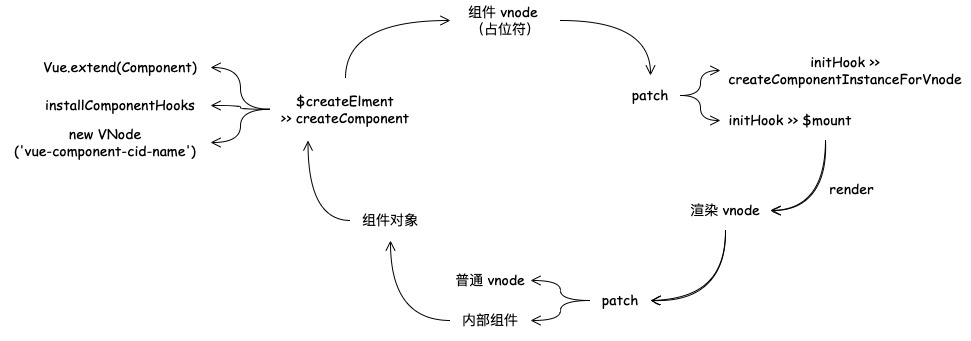 组件 vnode
（占位符）
Vue.extend(Component)
installComponentHooks
new VNode
('vue-component-cid-name')
$createElment
>> createComponent
patch
initHook >>
createComponentInstanceForVnode
initHook >> $mount
render
渲染 vnode
组件对象
普通 vnode
patch
内部组件